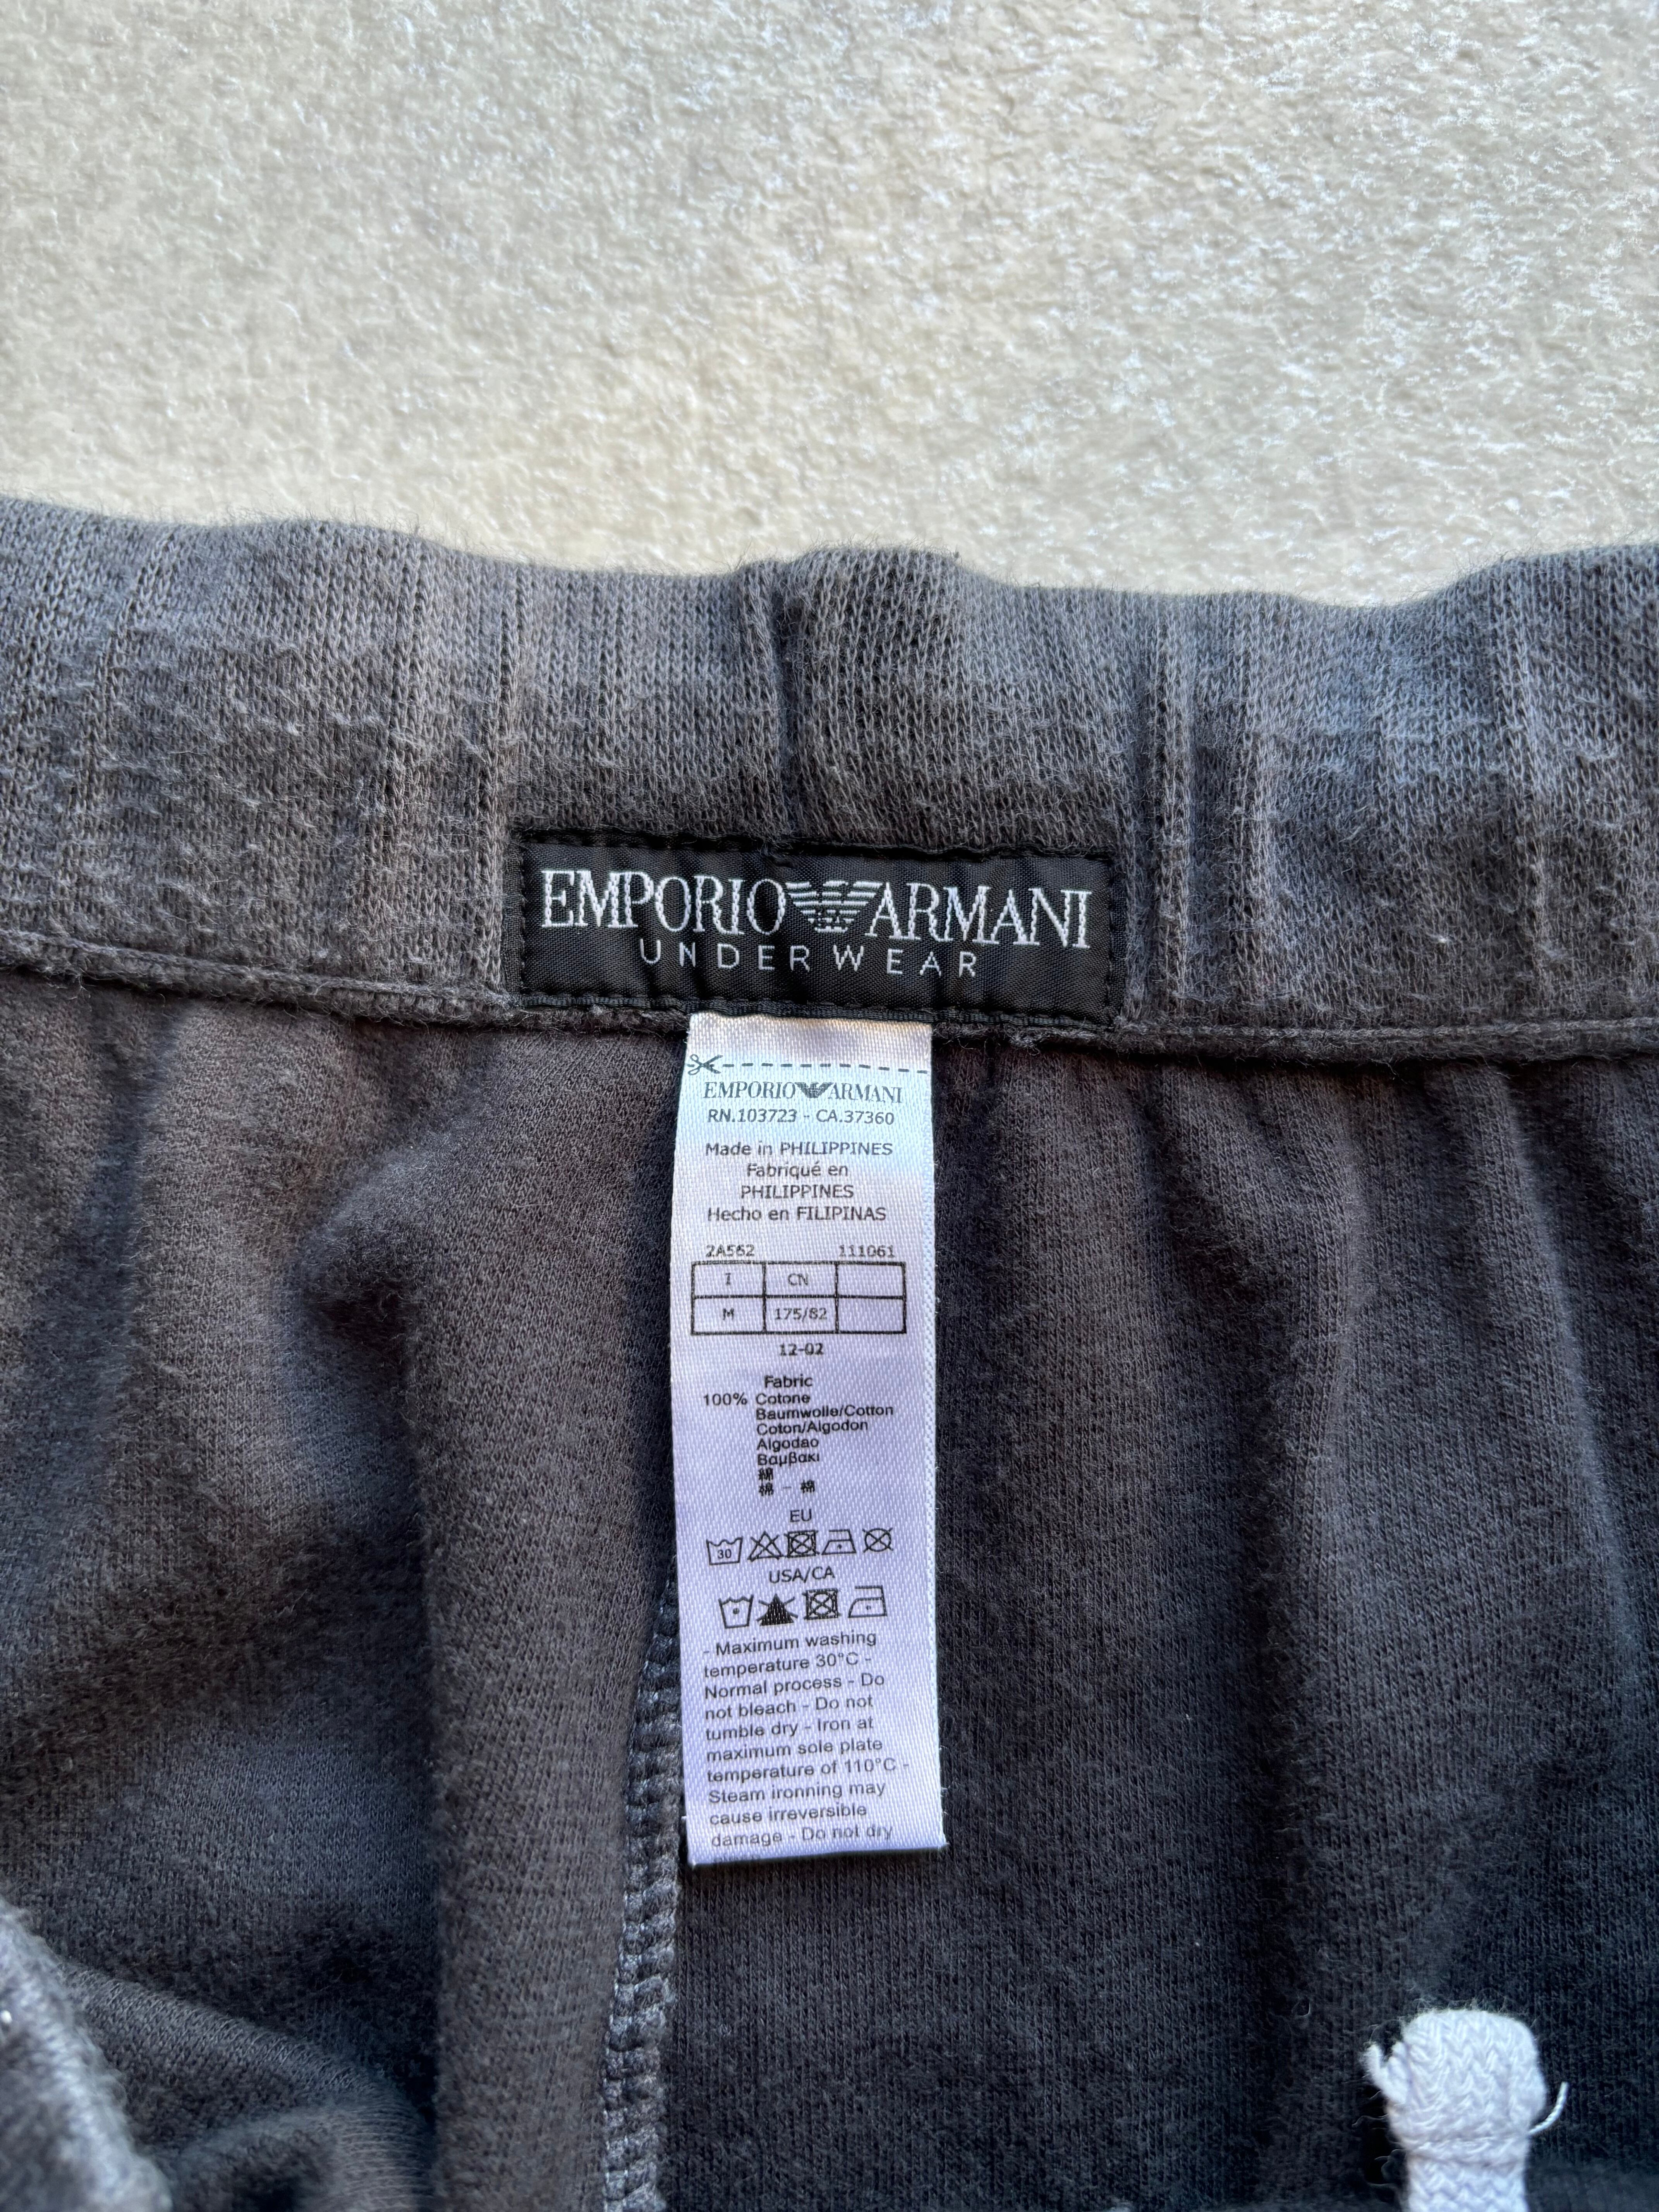 EMPORIO ARMANI
UNDERWEAR
EMPORIO ARMANI
RN.103723 - CA.37360
Made in PHILIPPINES
Fabriqué en
PHILIPPINES
Hecho en FILIPINAS
2A562 111061
I CN
M 175/82
12-02
Fabric
100% Cotone
Baumwolle/Cotton
Coton/Algodon
Algodao
Βαμβακι
綿
棉 - 棉
EU
30
USA/CA
- Maximum washing
temperature 30°C -
Normal process - Do
not bleach - Do not
tumble dry - Iron at
maximum sole plate
temperature of 110°C -
Steam ironning may
cause irreversible
damage - Do not dry